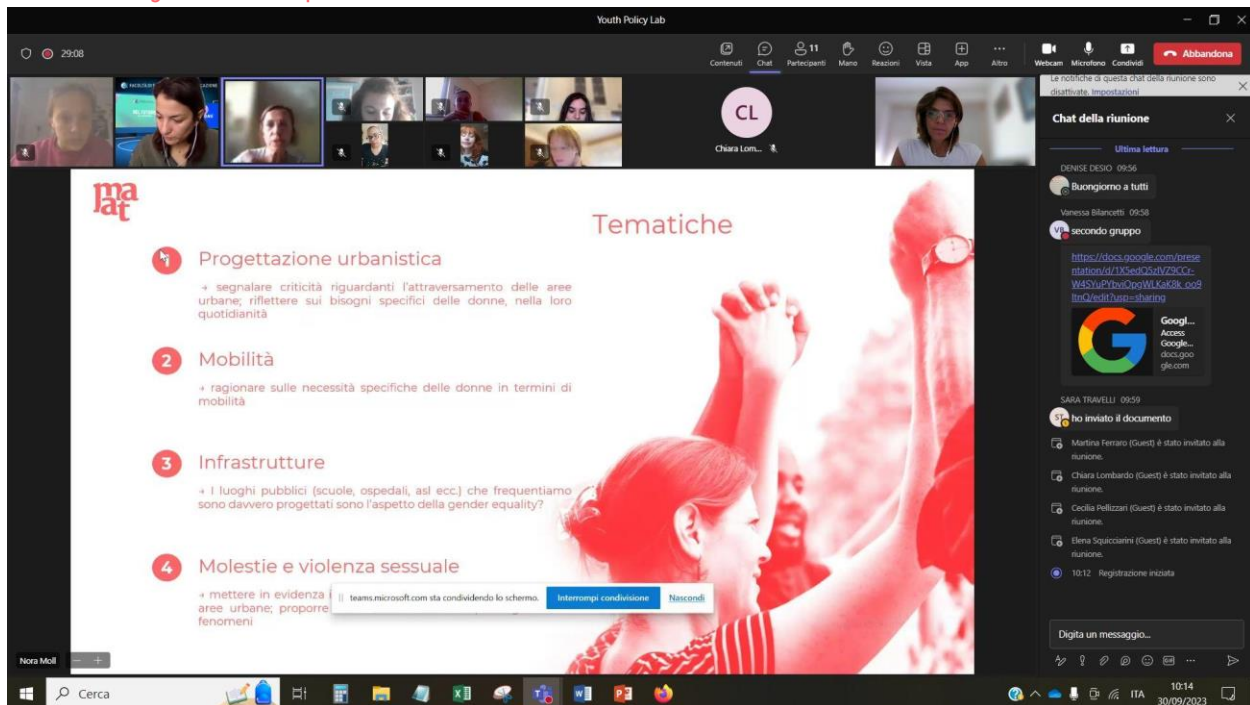 Youth Policy Lab
29:08
Contenuti
Chat
11
Partecipanti
Mano
Reazioni
Vista
App
Altro
Webcam
Microfono
Condividi
Abbandona
CL
Chiara Lom...
ma
at
Tematiche
1
Progettazione urbanistica
→ segnalare criticità riguardanti l'attraversamento delle aree
urbane; riflettere sui bisogni specifici delle donne, nella loro
quotidianità
2
Mobilità
→ ragionare sulle necessità specifiche delle donne in termini di
mobilità
3
Infrastrutture
→ I luoghi pubblici (scuole, ospedali, asl ecc.) che frequentiamo
sono davvero progettati sono l'aspetto della gender equality?
4
Molestie e violenza sessuale
→ mettere in evidenza
aree urbane; proporre
fenomeni
teams.microsoft.com sta condividendo lo schermo.
Interrompi condivisione
Nascondi
Nora Moll
Le notifiche di questa chat della riunione sono
disattivate. Impostazioni
Chat della riunione
Ultima lettura
DENISE DESIO 09:56
Buongiorno a tutti
Vanessa Bilancetti 09:58
VB
secondo gruppo
https://docs.google.com/prese
Googl...
Access
Google...
docs.goo
gle.com
SARA TRAVELLI 09:59
ST
ho inviato il documento
Martina Ferraro (Guest) è stato invitato alla
riunione.
Chiara Lombardo (Guest) è stato invitato alla
riunione.
Cecilia Pellizzari (Guest) è stato invitato alla
riunione.
Elena Squicciarini (Guest) è stato invitato alla
riunione.
10:12 Registrazione iniziata
Digita un messaggio...
Cerca
ITA
10:14
30/09/2023